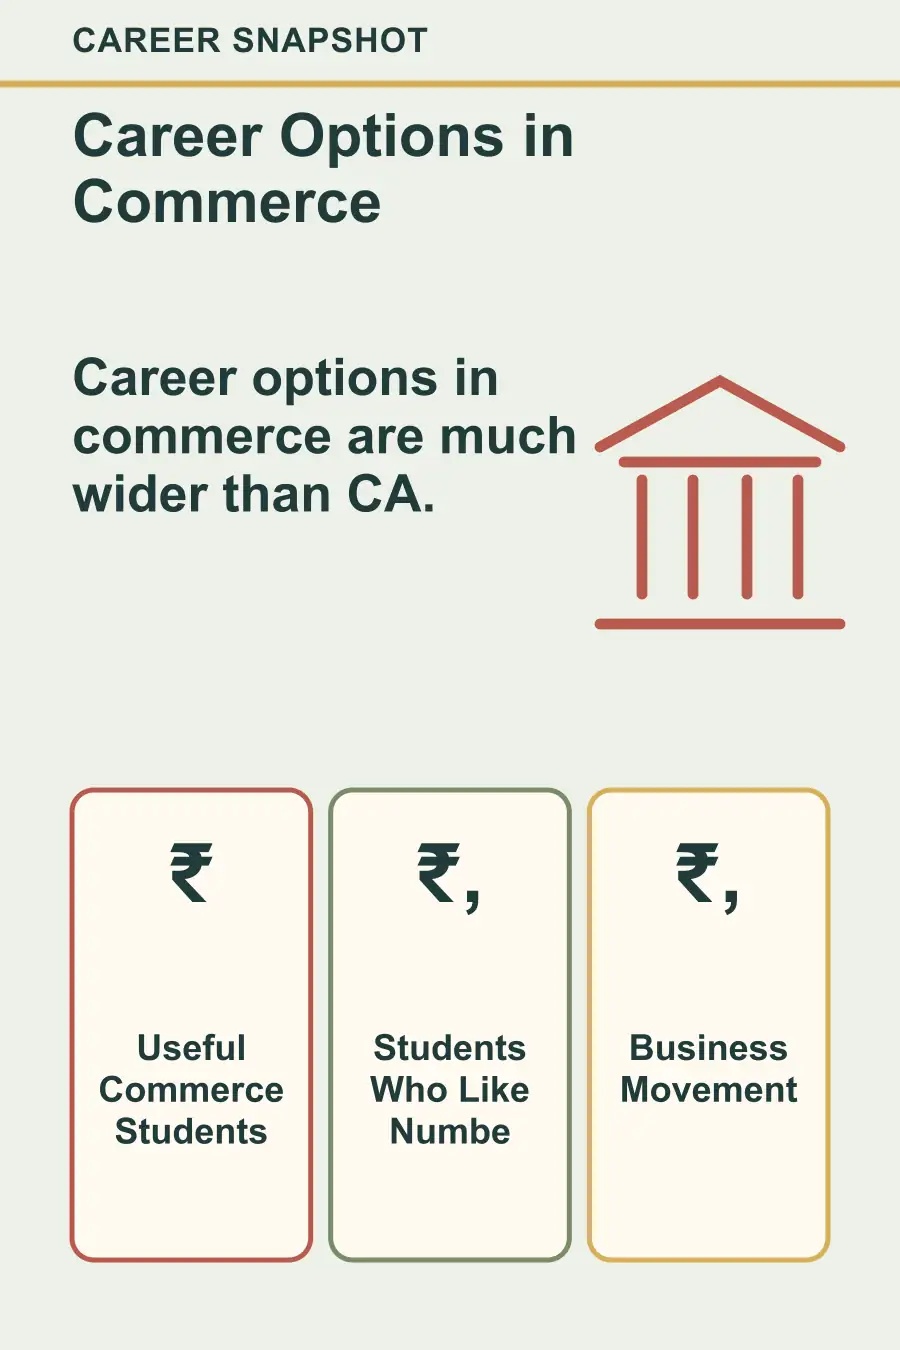 CAREER SNAPSHOT
Career Options in
Commerce
Career options in
commerce are much
wider than CA.
₹
Useful
Commerce
Students
₹,
Students
Who Like
Numbe
₹,
Business
Movement